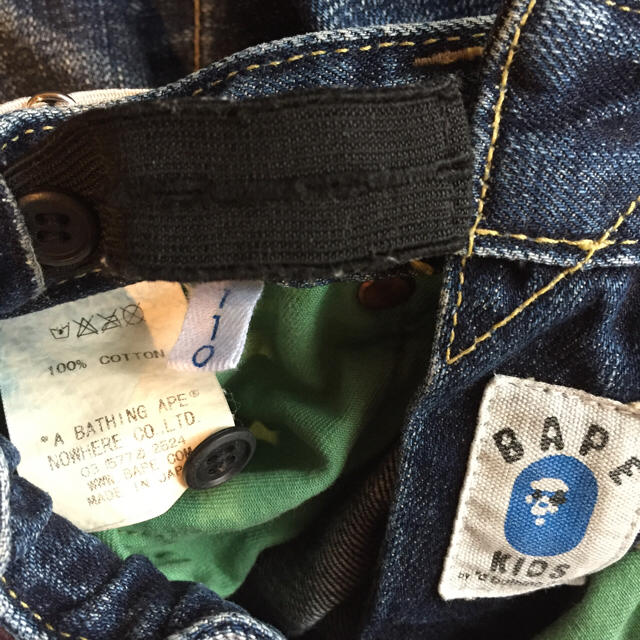 110
100% COTTON
*A BATHING APE®
NOWHERE CO.LTD.
WWW.BAPE.COM
MADE IN JAPAN
BAPE
KIDS